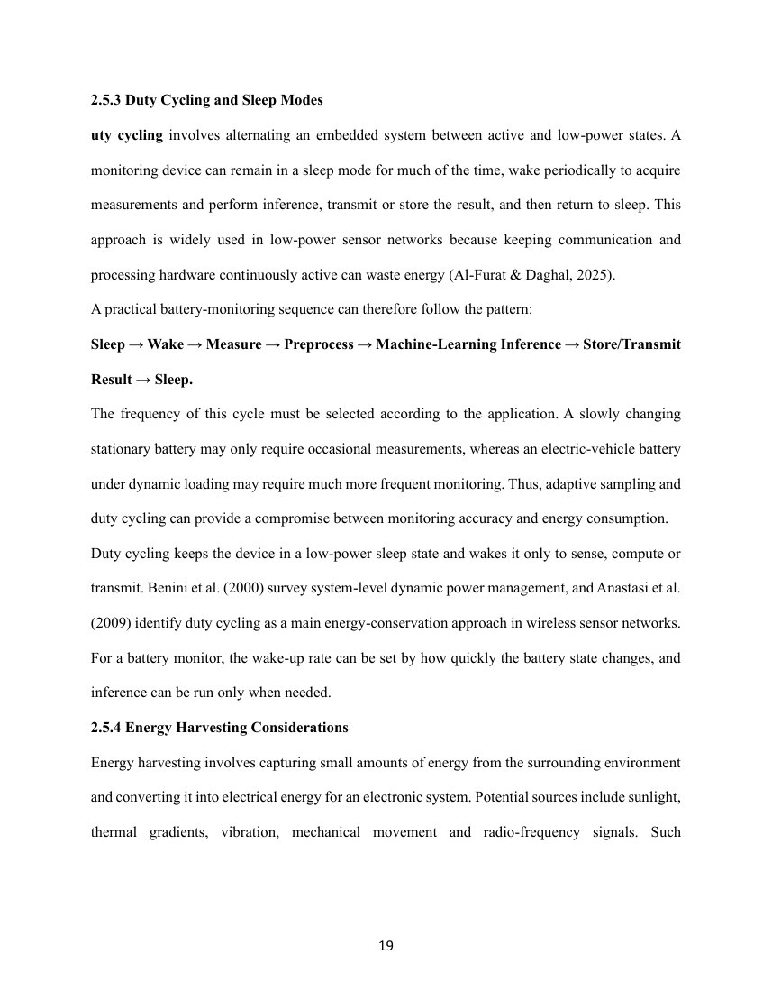 2.5.3 Duty Cycling and Sleep Modes
uty cycling involves alternating an embedded system between active and low-power states. A
monitoring device can remain in a sleep mode for much of the time, wake periodically to acquire
measurements and perform inference, transmit or store the result, and then return to sleep. This
approach is widely used in low-power sensor networks because keeping communication and
processing hardware continuously active can waste energy (Al-Furat & Daghal, 2025).
A practical battery-monitoring sequence can therefore follow the pattern:
Sleep → Wake → Measure → Preprocess → Machine-Learning Inference → Store/Transmit
Result → Sleep.
The frequency of this cycle must be selected according to the application. A slowly changing
stationary battery may only require occasional measurements, whereas an electric-vehicle battery
under dynamic loading may require much more frequent monitoring. Thus, adaptive sampling and
duty cycling can provide a compromise between monitoring accuracy and energy consumption.
Duty cycling keeps the device in a low-power sleep state and wakes it only to sense, compute or
transmit. Benini et al. (2000) survey system-level dynamic power management, and Anastasi et al.
(2009) identify duty cycling as a main energy-conservation approach in wireless sensor networks.
For a battery monitor, the wake-up rate can be set by how quickly the battery state changes, and
inference can be run only when needed.
2.5.4 Energy Harvesting Considerations
Energy harvesting involves capturing small amounts of energy from the surrounding environment
and converting it into electrical energy for an electronic system. Potential sources include sunlight,
thermal gradients, vibration, mechanical movement and radio-frequency signals. Such
19